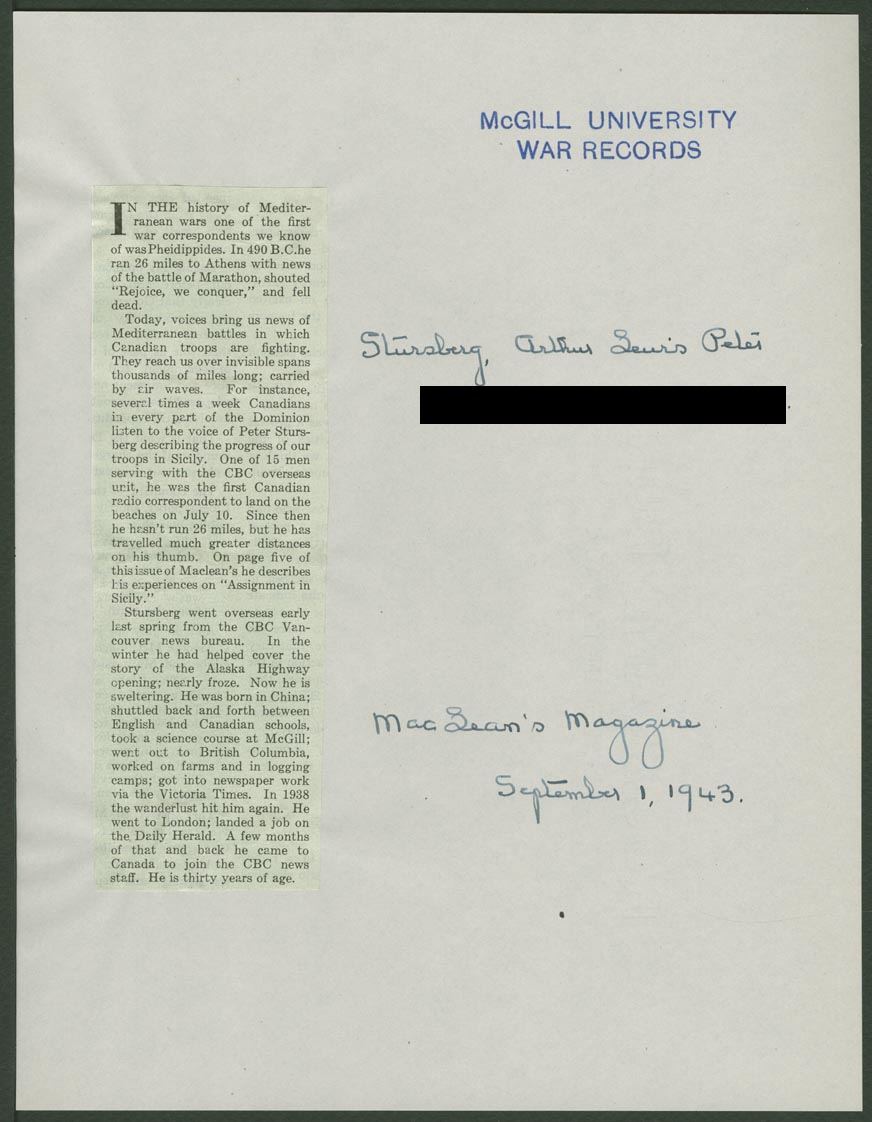 McGILL UNIVERSITY
WAR RECORDS
IN THE history of Mediter-
ranean wars one of the first
war correspondents we know
of was Pheidippides. In 490 B.C. he
ran 26 miles to Athens with news
of the battle of Marathon, shouted
"Rejoice, we conquer," and fell
dead.
Today, voices bring us news of
Mediterranean battles in which
Canadian troops are fighting.
They reach us over invisible spans
thousands of miles long; carried
by air waves. For instance,
several times a week Canadians
in every part of the Dominion
listen to the voice of Peter Sturs-
berg describing the progress of our
troops in Sicily. One of 15 men
serving with the CBC overseas
unit, he was the first Canadian
radio correspondent to land on the
beaches on July 10. Since then
he hasn't run 26 miles, but he has
travelled much greater distances
on his thumb. On page five of
this issue of Maclean's he describes
his experiences on "Assignment in
Sicily."
Stursberg went overseas early
last spring from the CBC Van-
couver news bureau. In the
winter he had helped cover the
story of the Alaska Highway
opening; nearly froze. Now he is
sweltering. He was born in China;
shuttled back and forth between
English and Canadian schools,
took a science course at McGill;
went out to British Columbia,
worked on farms and in logging
camps; got into newspaper work
via the Victoria Times. In 1938
the wanderlust hit him again. He
went to London; landed a job on
the Daily Herald. A few months
of that and back he came to
Canada to join the CBC news
staff. He is thirty years of age.
Stursberg, Arthur Lewis Peter
MacLean's Magazine
September 1, 1943.